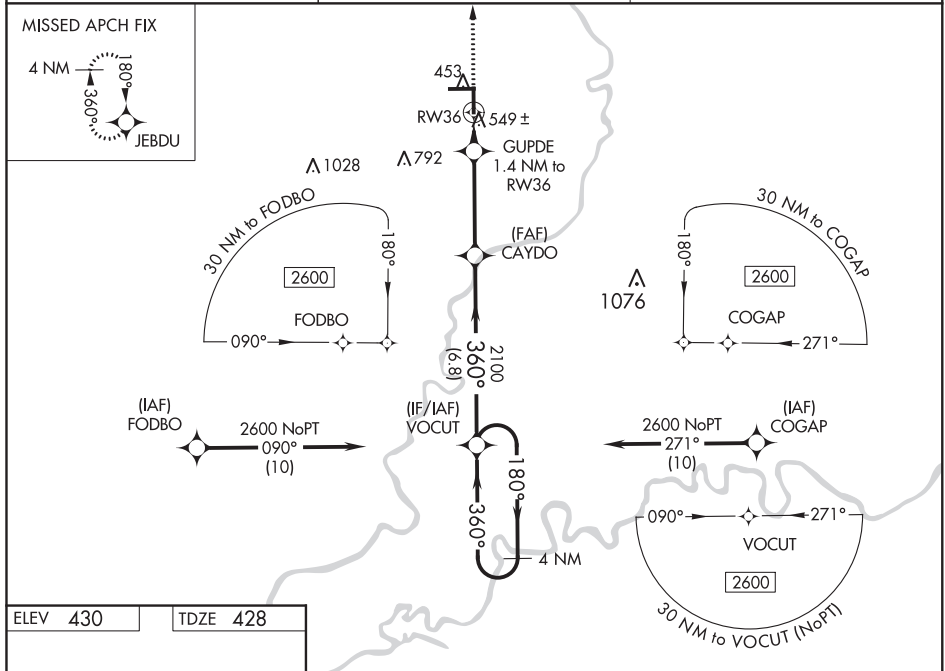 MISSED APCH FIX
4 NM
180°
360°
JEBDU
453
RW36
549 ±
GUPDE
1.4 NM to
RW36
1028
792
30 NM to FODBO
180°
2600
FODBO
090°
(FAF)
CAYDO
30 NM to COGAP
180°
2600
1076
COGAP
271°
2100
360°
(6.8)
(IAF)
FODBO
2600 NoPT
090°
(10)
(IF/IAF)
VOCUT
180°
360°
4 NM
2600 NoPT
271°
(10)
(IAF)
COGAP
090°
271°
VOCUT
2600
30 NM to VOCUT (NoPT)
ELEV 430
TDZE 428